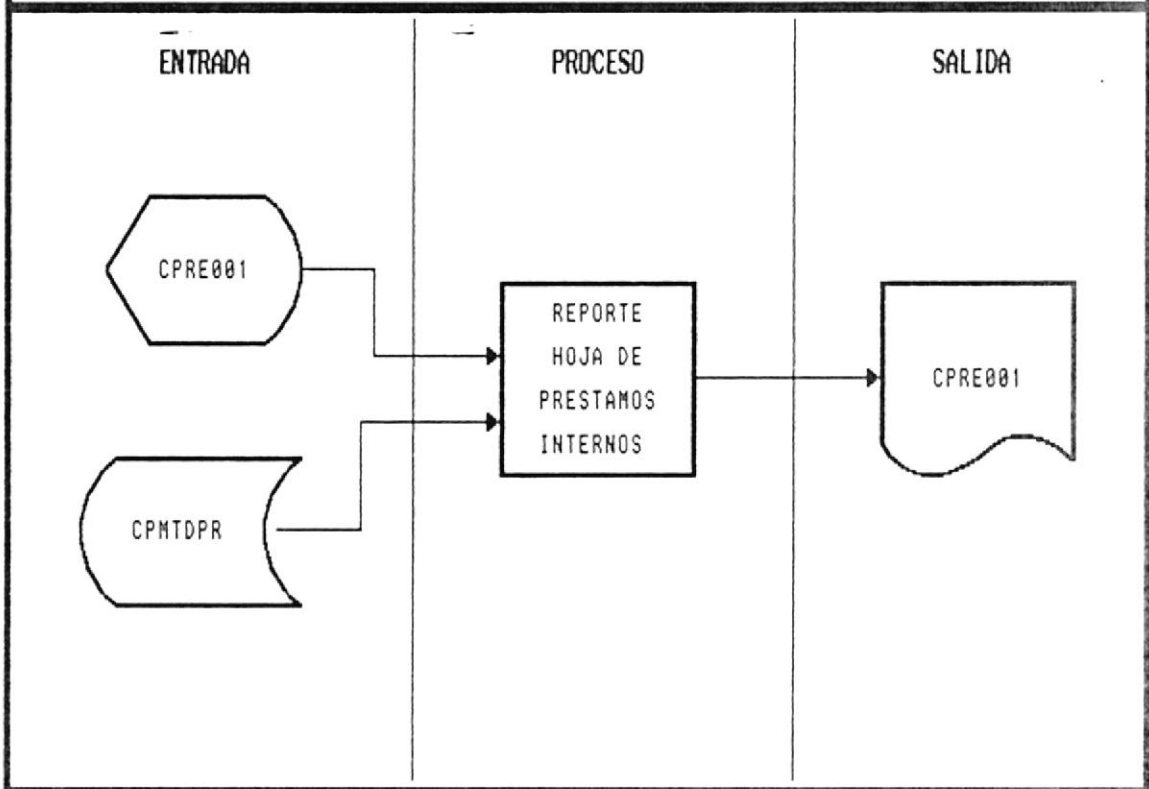 ENTRADA
PROCESO
SALIDA
CPRE001
REPORTE
HOJA DE
PRESTAMOS
INTERNOS
CPRE001
CPMTDPR